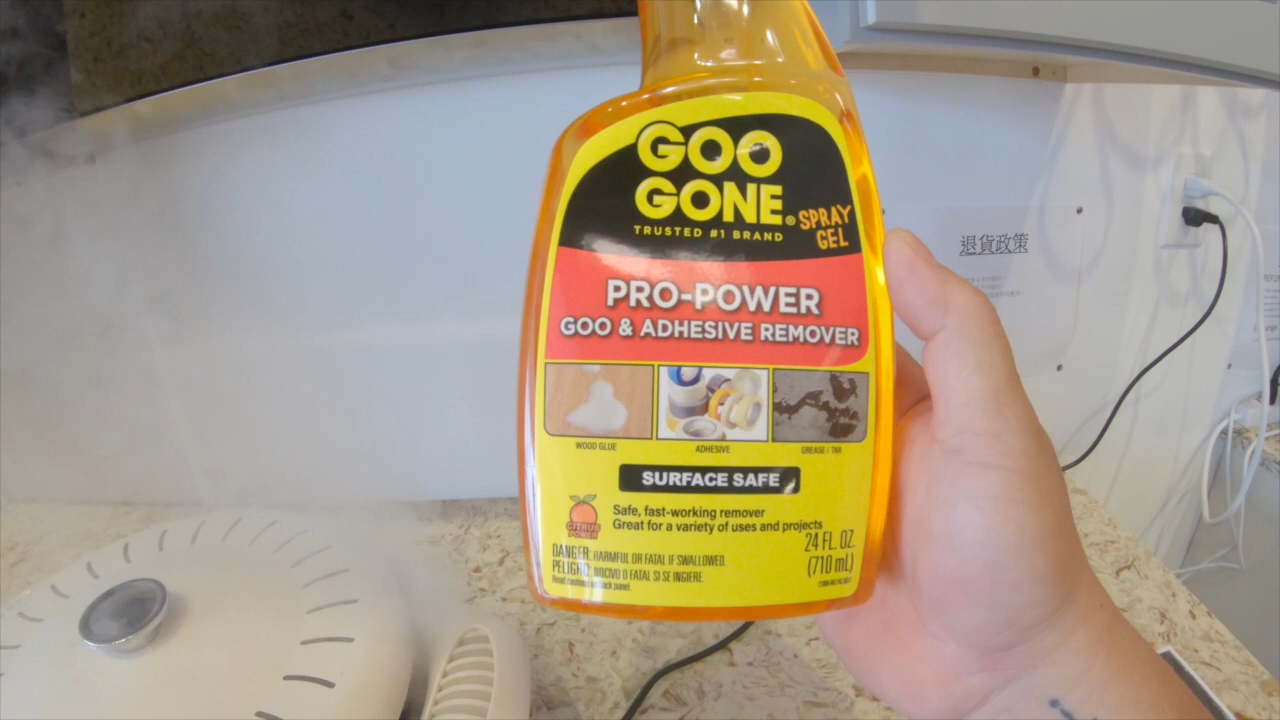 GOO
GONE®
SPRAY
GEL
TRUSTED #1 BRAND
PRO-POWER
GOO & ADHESIVE REMOVER
WOOD GLUE
ADHESIVE
GREASE / TAR
SURFACE SAFE
CITRUS
POWER
Safe, fast-working remover
Great for a variety of uses and projects
24 FL. OZ.
(710 mL)
DANGER: HARMFUL OR FATAL IF SWALLOWED.
PELIGRO: NOCIVO O FATAL SI SE INGIERE.
退貨政策